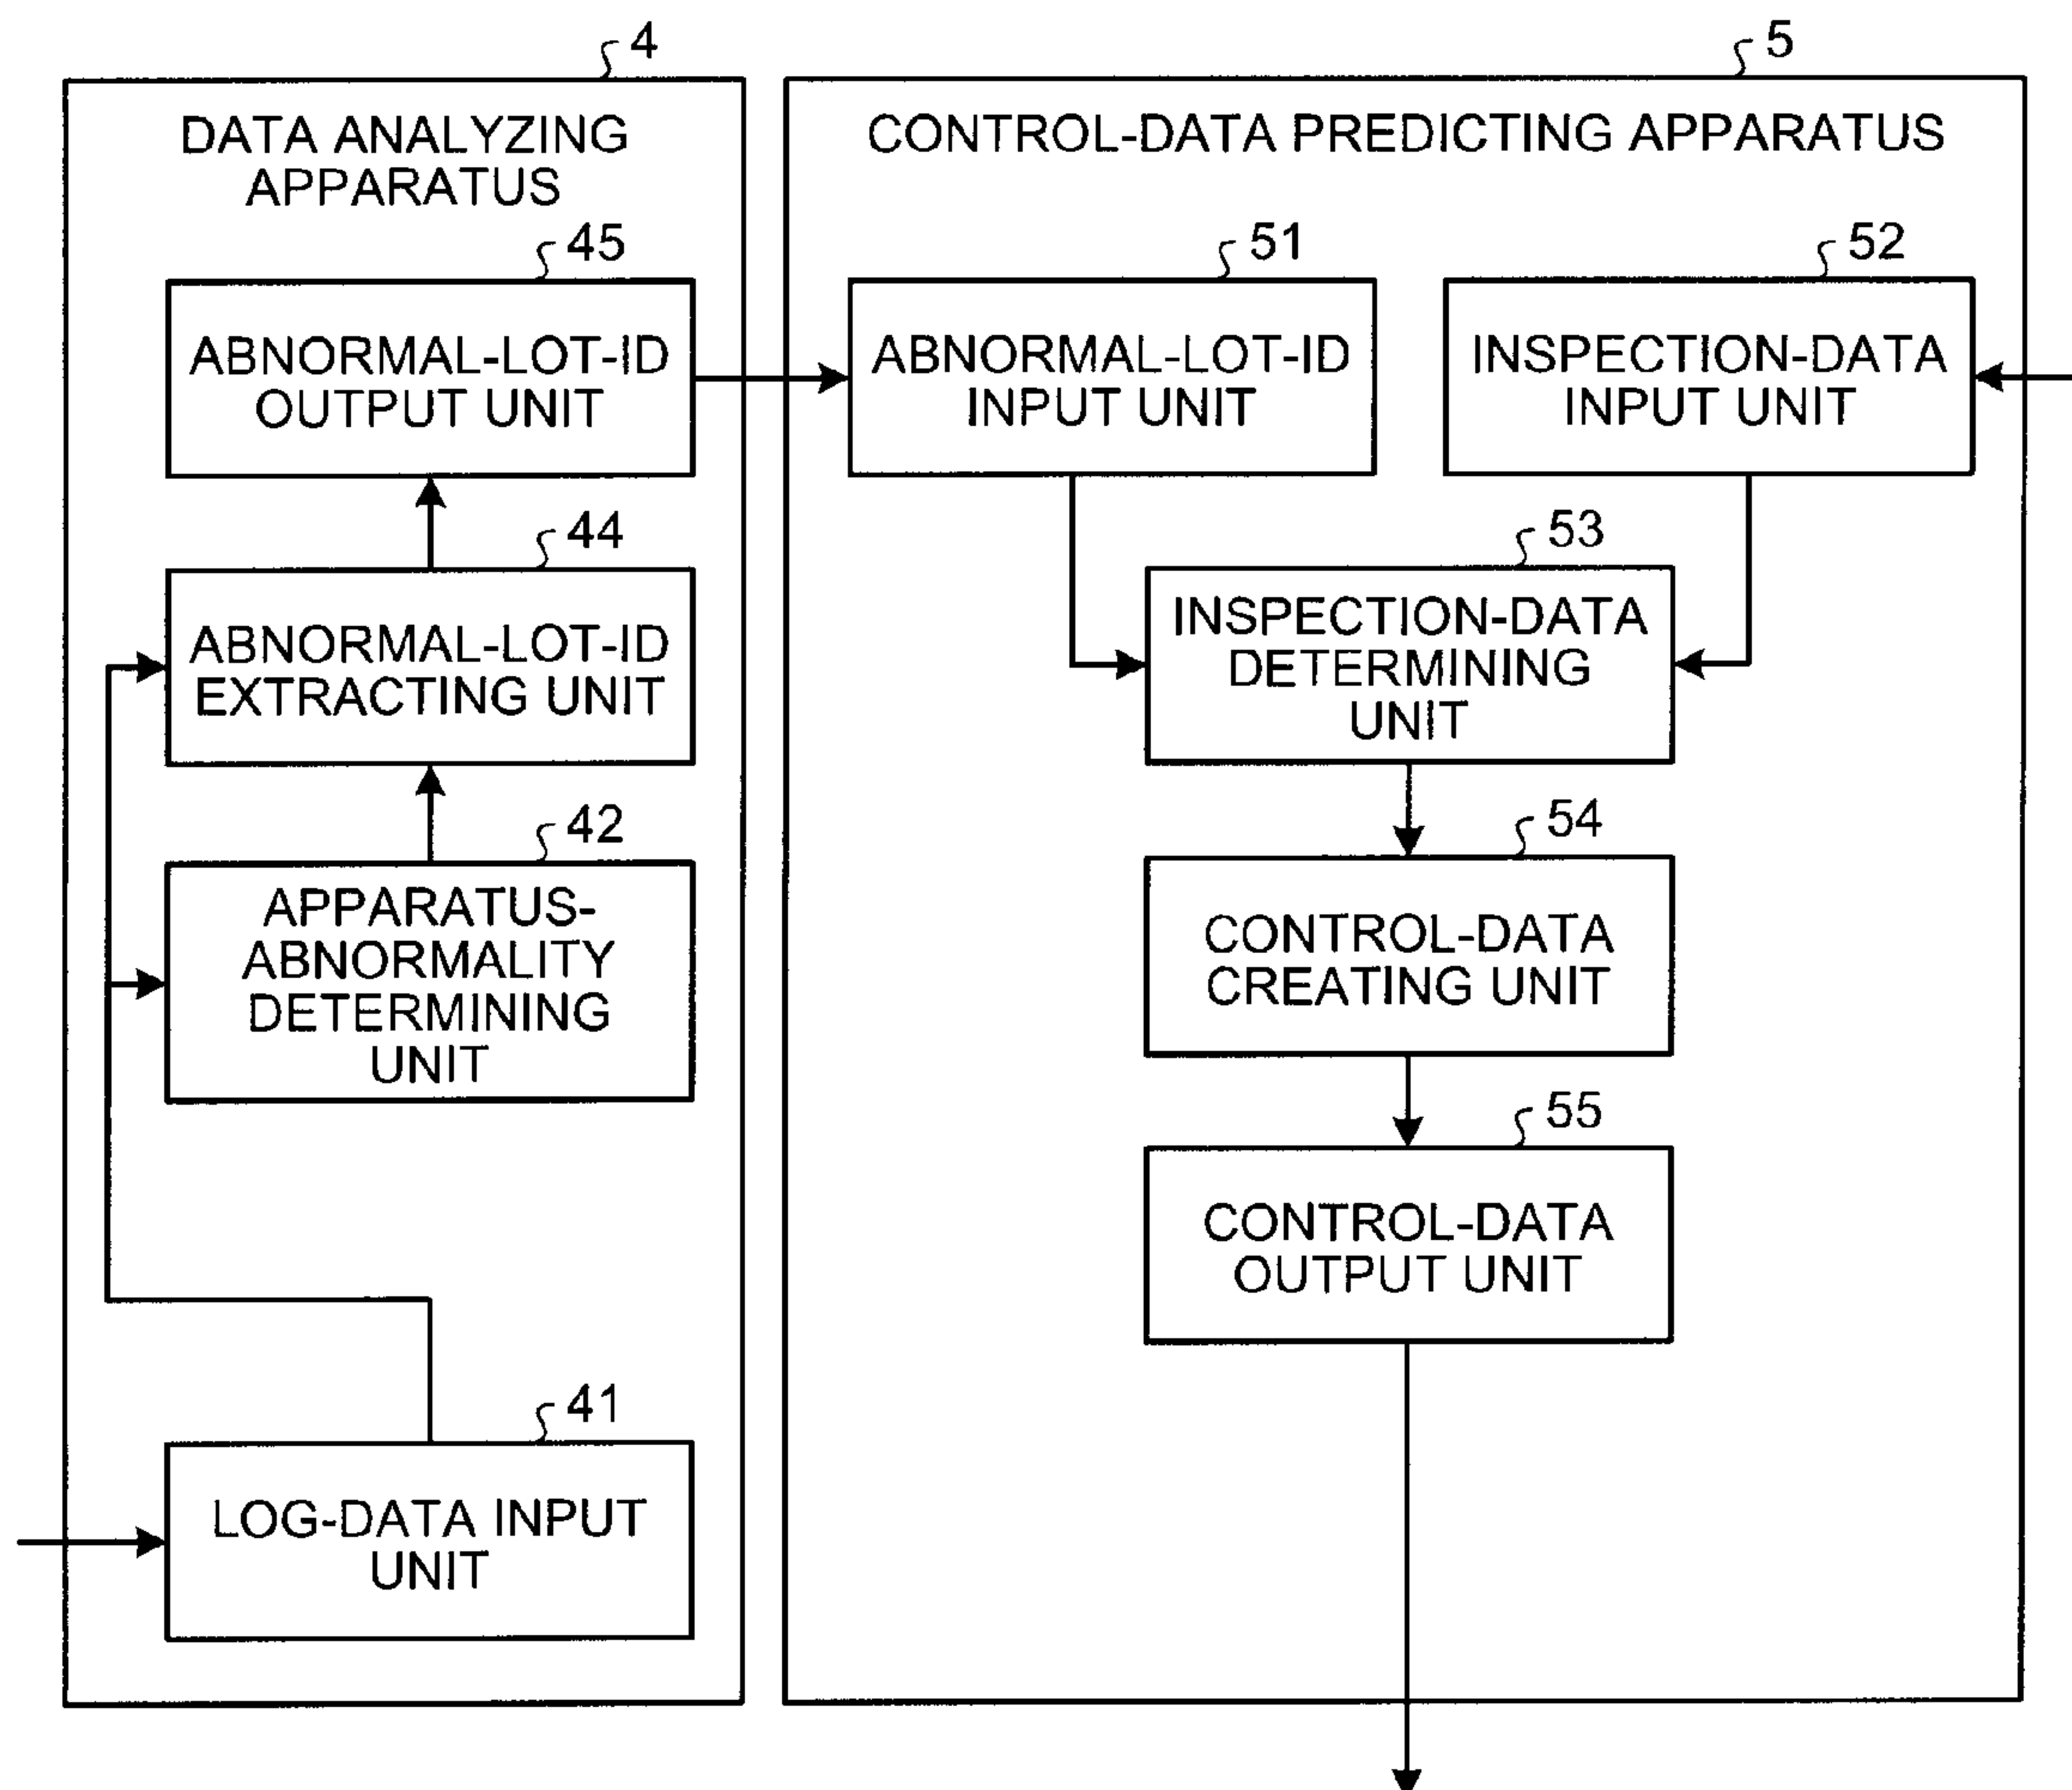 4
DATA ANALYZING
APPARATUS
45
ABNORMAL-LOT-ID
OUTPUT UNIT
44
ABNORMAL-LOT-ID
EXTRACTING UNIT
42
APPARATUS-
ABNORMALITY
DETERMINING
UNIT
41
LOG-DATA INPUT
UNIT
5
CONTROL-DATA PREDICTING APPARATUS
51
ABNORMAL-LOT-ID
INPUT UNIT
52
INSPECTION-DATA
INPUT UNIT
53
INSPECTION-DATA
DETERMINING
UNIT
54
CONTROL-DATA
CREATING UNIT
55
CONTROL-DATA
OUTPUT UNIT